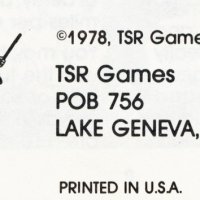 ©1978, TSR Game
TSR Games
POB 756
LAKE GENEVA,
PRINTED IN U.S.A.